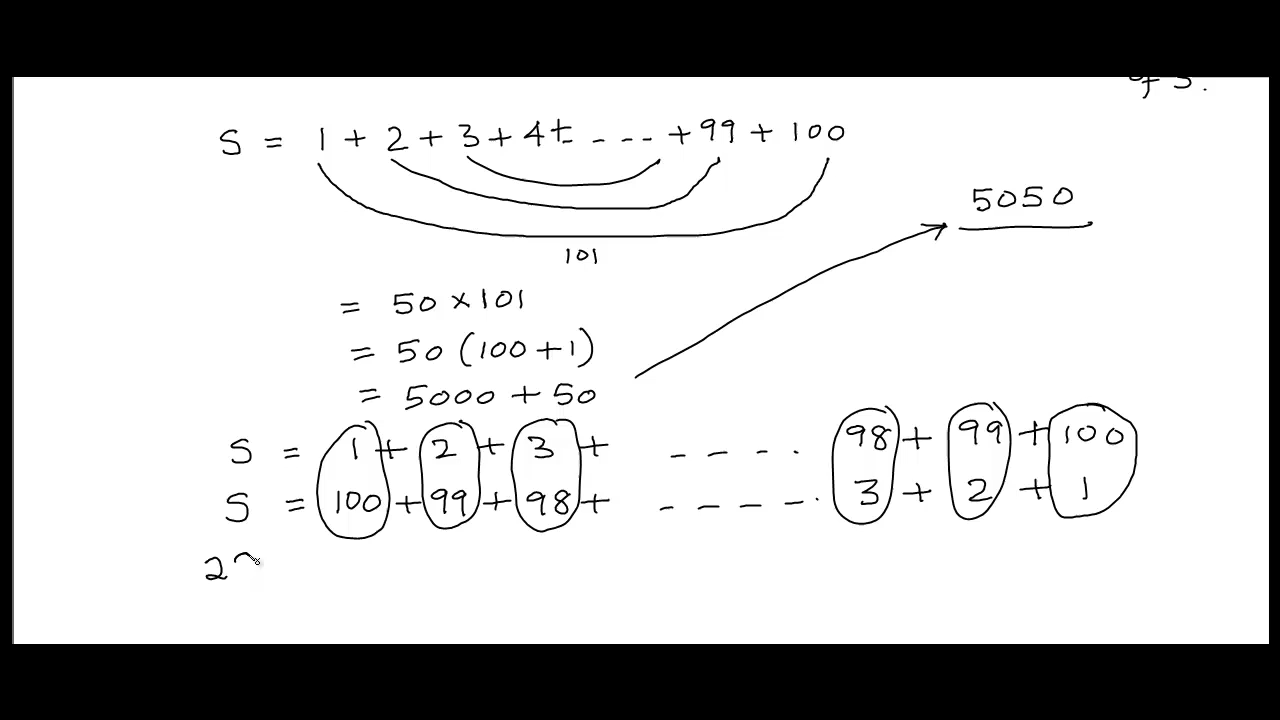 of S.
S = 1 + 2 + 3 + 4 + - - - - + 99 + 100
5050
101
= 50 × 101
= 50 (100 + 1)
= 5000 + 50
S = 1 + 2 + 3 + - - - - 98 + 99 + 100
S = 100 + 99 + 98 + - - - - 3 + 2 + 1
2